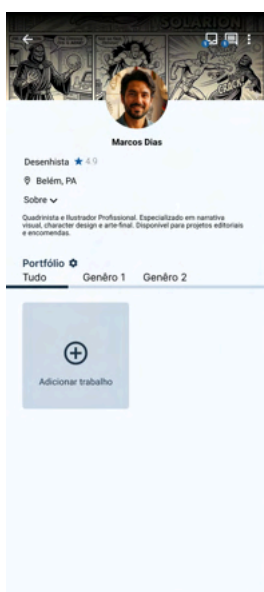 SOLARION
Marcos Dias
Desenhista ★ 4.9
Belém, PA
Sobre
Quadrinista e Ilustrador Profissional. Especializado em narrativa
visual, character design e arte-final. Disponível para projetos editoriais
e encomendas.
Portfólio
Tudo Genêro 1 Genêro 2
Adicionar trabalho